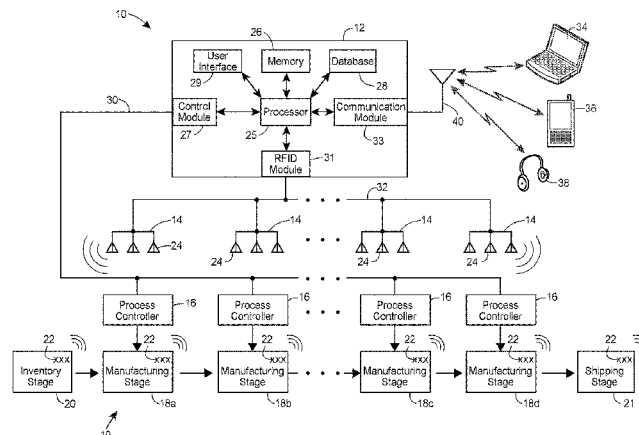 10
12
34
User
Interface
29
26
Memory
Database
28
30
Control
Module
27
Processor
25
Communication
Module
33
40
36
38
RFID
Module
31
32
14
14
14
14
24
24
24
24
Process
Controller
16
Process
Controller
16
Process
Controller
16
Process
Controller
16
22
XXX
Inventory
Stage
20
22
XXX
Manufacturing
Stage
18a
22
XXX
Manufacturing
Stage
18b
22
XXX
Manufacturing
Stage
18c
22
XXX
Manufacturing
Stage
18d
22
XXX
Shipping
Stage
21